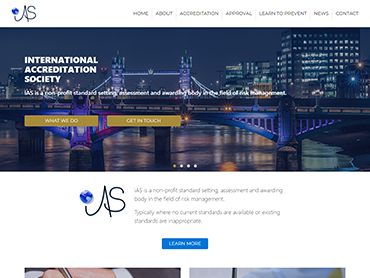 iAS
HOME ABOUT ACCREDITATION APPROVAL LEARN TO PREVENT NEWS CONTACT
INTERNATIONAL
ACCREDITATION
SOCIETY
IAS is a non-profit standard setting, assessment and awarding body in the field of risk management.
WHAT WE DO GET IN TOUCH
iAS
iAS is a non-profit standard setting, assessment and awarding
body in the field of risk management.
Typically where no current standards are available or existing
standards are inappropriate.
LEARN MORE